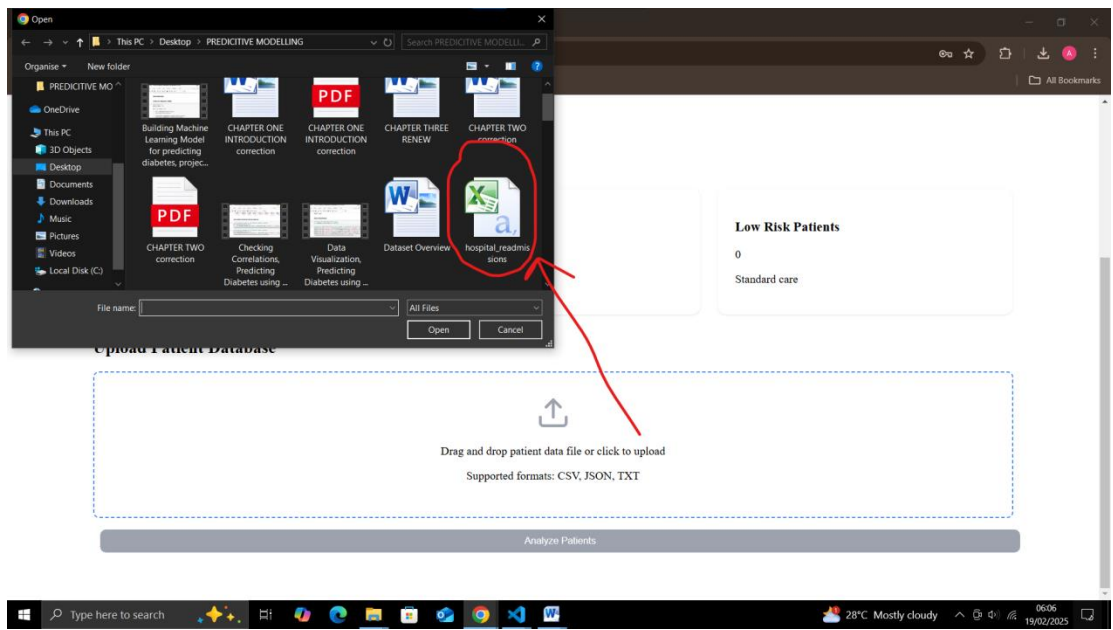 Open
This PC > Desktop > PREDICITIVE MODELLING
Search PREDICITIVE MODELLI...
Organise
New folder
PREDICITIVE MO
OneDrive
This PC
3D Objects
Desktop
Documents
Downloads
Music
Pictures
Videos
Local Disk (C:)
Building Machine
Learning Model
for predicting
diabetes, projec...
CHAPTER ONE
INTRODUCTION
correction
PDF
CHAPTER ONE
INTRODUCTION
correction
CHAPTER THREE
RENEW
CHAPTER TWO
correction
PDF
CHAPTER TWO
correction
Checking
Correlations,
Predicting
Diabetes using ...
Data
Visualization,
Predicting
Diabetes using ...
W
Dataset Overview
X
a,
hospital_readmis
sions
File name:
All Files
Open
Cancel
All Bookmarks
A
Low Risk Patients
0
Standard care
Upload Patient Database
Drag and drop patient data file or click to upload
Supported formats: CSV, JSON, TXT
Analyze Patients
Type here to search
W
28°C Mostly cloudy
06:06
19/02/2025